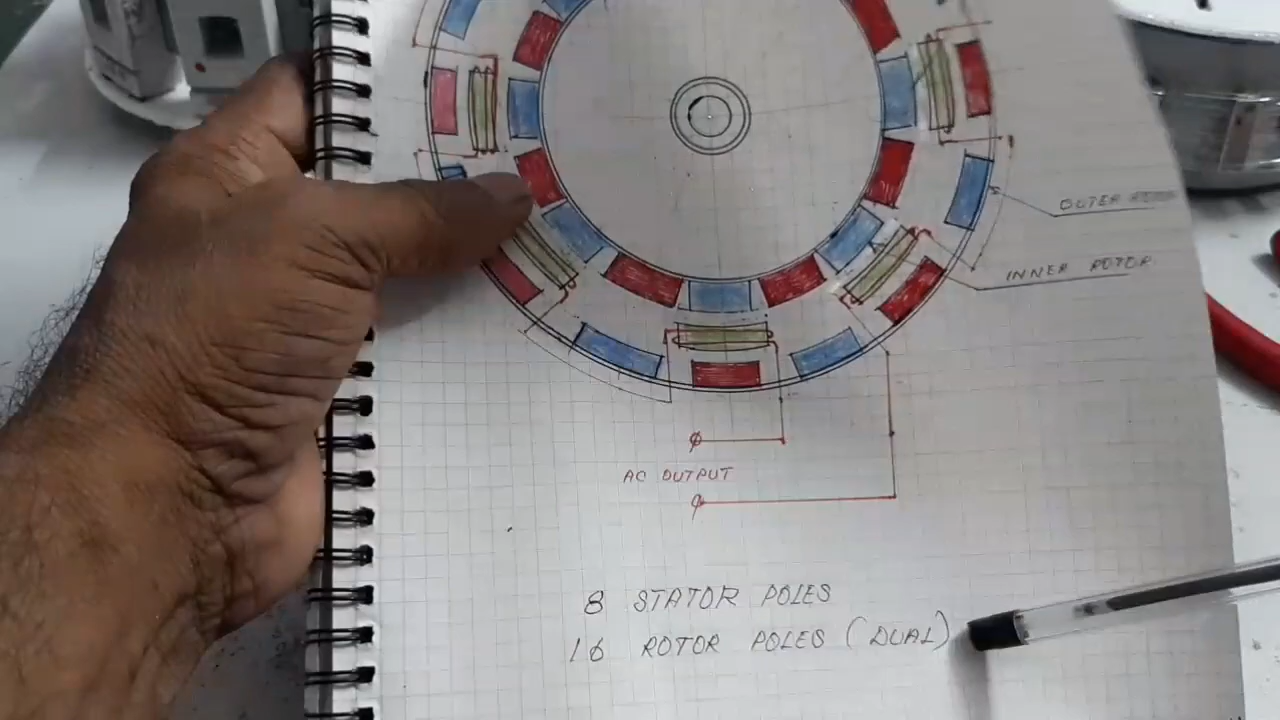 OUTER ROTOR
INNER ROTOR
AC OUTPUT
8 STATOR POLES
16 ROTOR POLES (DUAL)